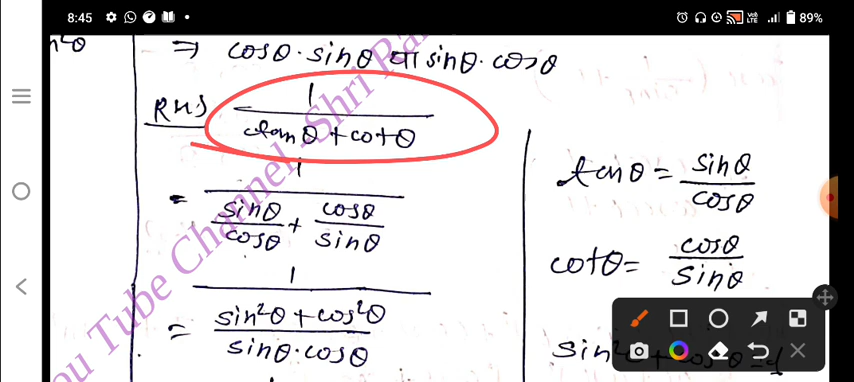 8:45
89%
⇒ cosθ · sinθ या sinθ · cosθ
RHS 1
tanθ + cotθ
= 1
sinθ/cosθ + cosθ/sinθ
1
= sin²θ + cos²θ
sinθ · cosθ
tanθ = sinθ/cosθ
cotθ = cosθ/sinθ
You Tube Channel - Shri